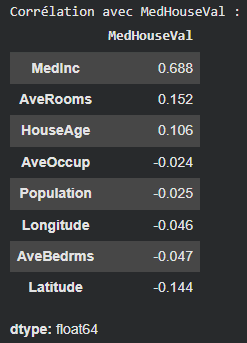 Corrélation avec MedHouseVal :
MedHouseVal
MedInc 0.688
AveRooms 0.152
HouseAge 0.106
AveOccup -0.024
Population -0.025
Longitude -0.046
AveBedrms -0.047
Latitude -0.144
dtype: float64